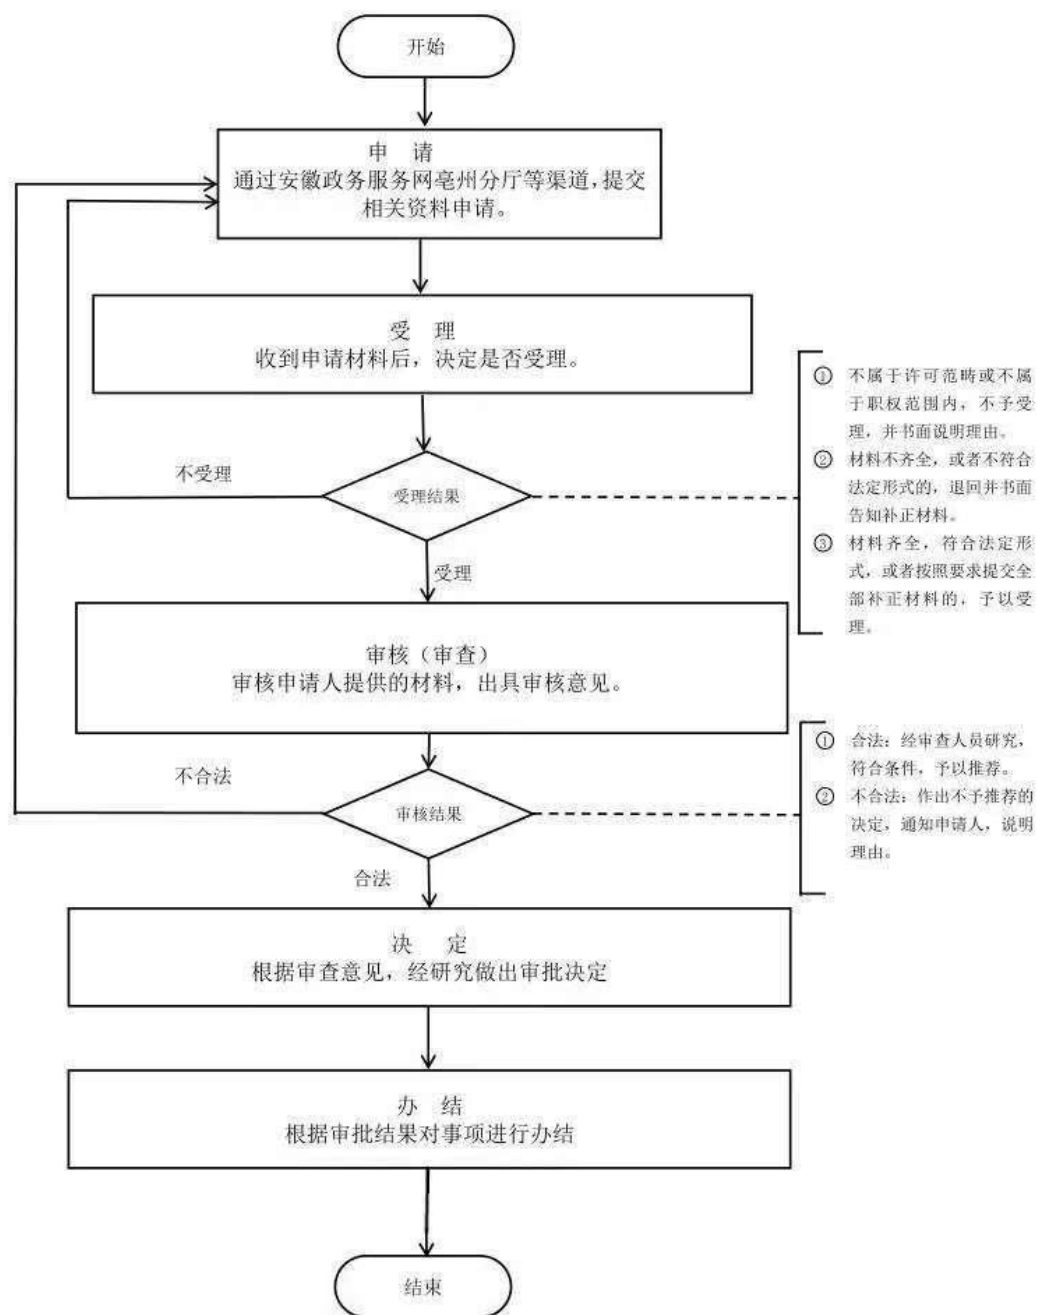 开始
申 请
通过安徽政务服务网亳州分厅等渠道,提交
相关资料申请。
受 理
收到申请材料后，决定是否受理。
不受理
受理结果
① 不属于许可范畴或不属
于职权范围内，不予受
理，并书面说明理由。
② 材料不齐全，或者不符合
法定形式的，退回并书面
告知补正材料。
③ 材料齐全，符合法定形
式，或者按照要求提交全
部补正材料的，予以受
理。
受理
审核（审查）
审核申请人提供的材料，出具审核意见。
不合法
审核结果
① 合法：经审查人员研究，
符合条件，予以推荐。
② 不合法：作出不予推荐的
决定，通知申请人，说明
理由。
合法
决 定
根据审查意见，经研究做出审批决定
办 结
根据审批结果对事项进行办结
结束